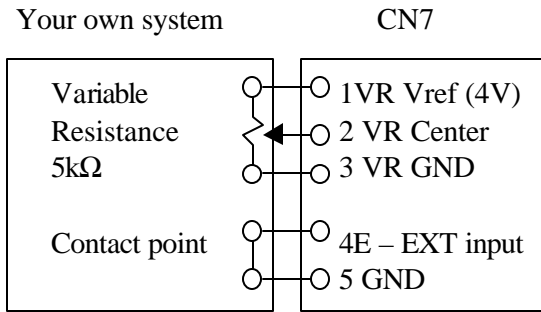 Your own system CN7
Variable 1VR Vref (4V)
Resistance 2 VR Center
5kΩ 3 VR GND
Contact point 4E – EXT input
5 GND